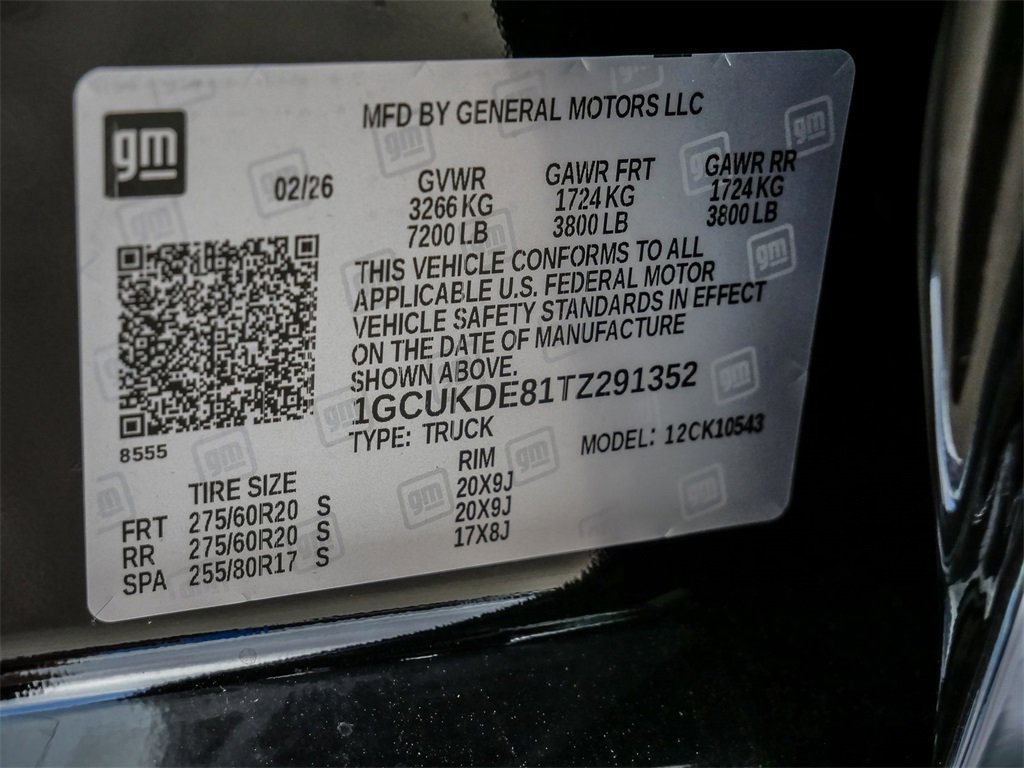 gm
MFD BY GENERAL MOTORS LLC
02/26
GVWR
3266 KG
7200 LB
GAWR FRT
1724 KG
3800 LB
GAWR RR
1724 KG
3800 LB
THIS VEHICLE CONFORMS TO ALL
APPLICABLE U.S. FEDERAL MOTOR
VEHICLE SAFETY STANDARDS IN EFFECT
ON THE DATE OF MANUFACTURE
SHOWN ABOVE.
1GCUKDE81TZ291352
TYPE: TRUCK MODEL: 12CK10543
8555
TIRE SIZE RIM
FRT 275/60R20 S 20X9J
RR 275/60R20 S 20X9J
SPA 255/80R17 S 17X8J